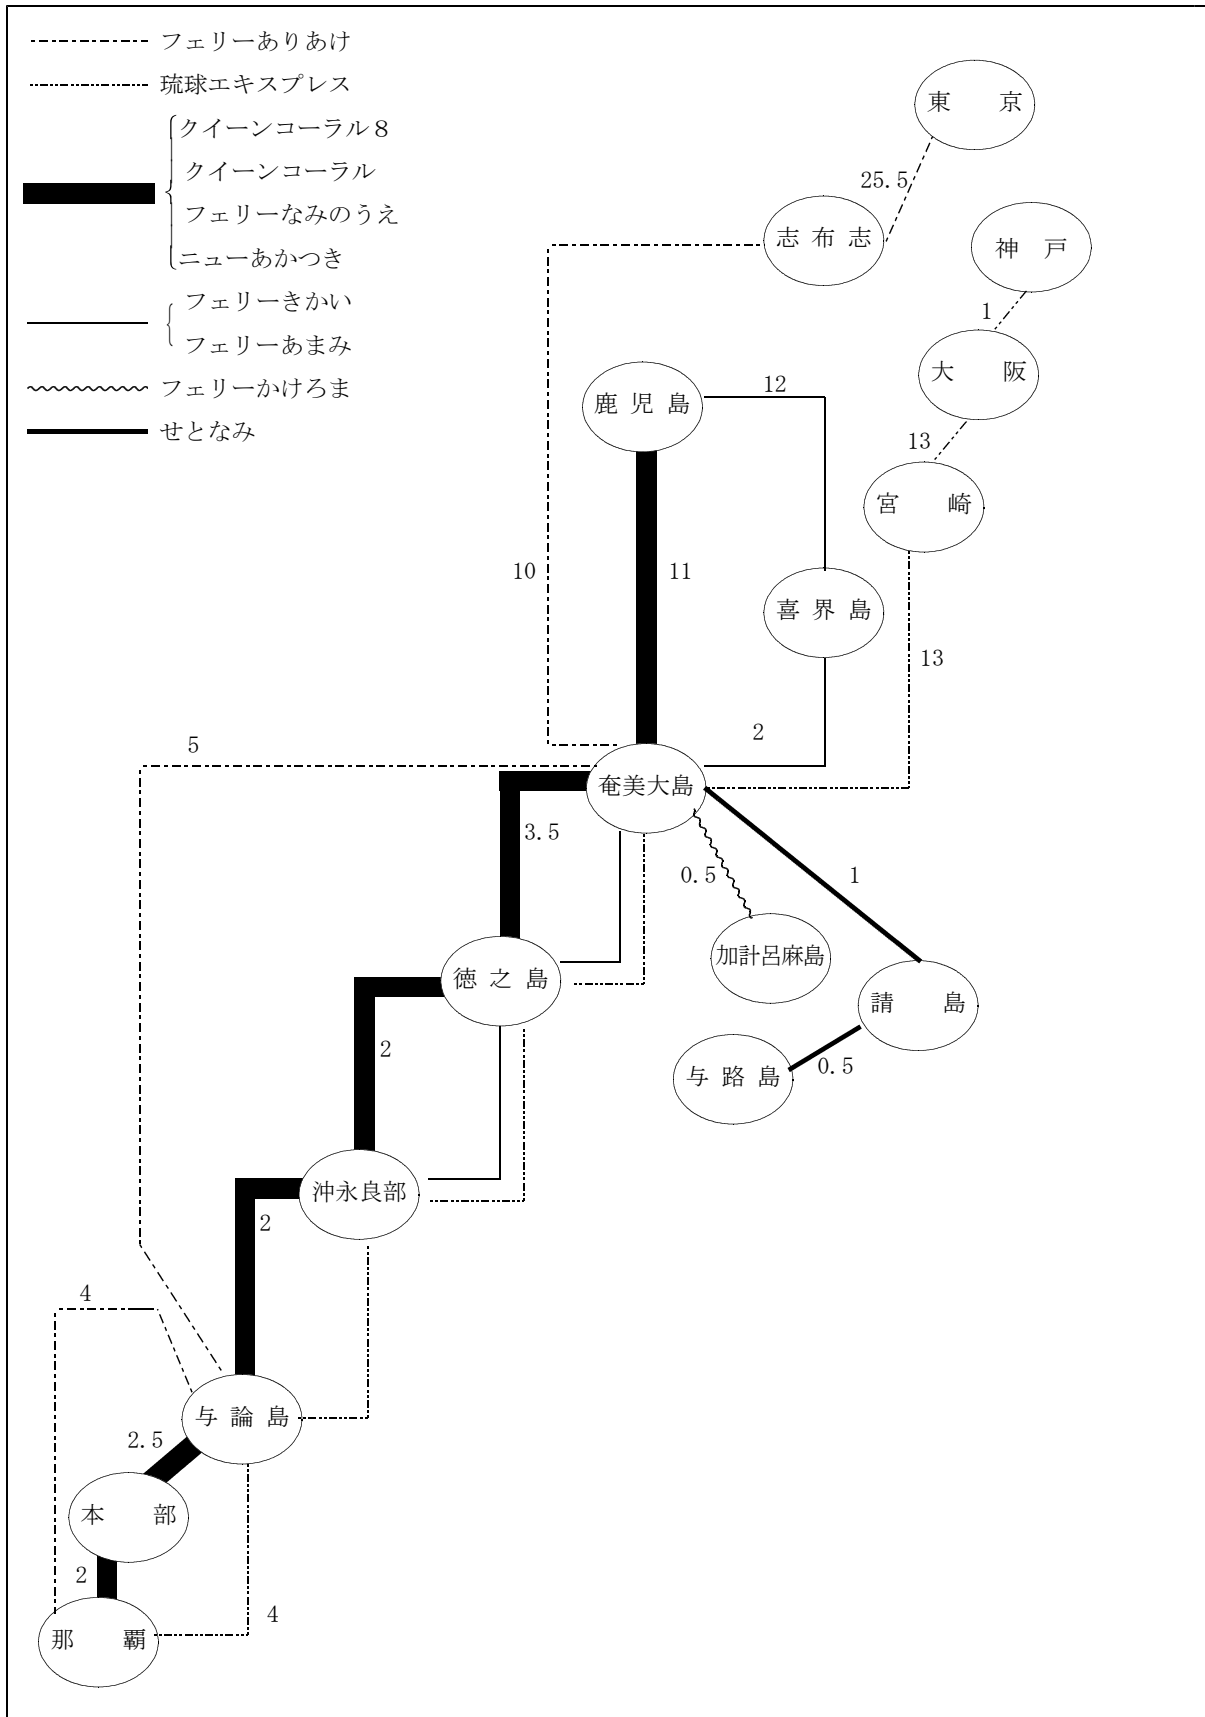 フェリーありあけ
琉球エキスプレス
クイーンコーラル８
クイーンコーラル
フェリーなみのうえ
ニューあかつき
フェリーきかい
フェリーあまみ
フェリーかけろま
せとなみ
東　京
25.5
志布志
神戸
1
大　阪
12
鹿児島
13
宮　崎
10
11
喜界島
13
2
5
奄美大島
3.5
0.5
1
加計呂麻島
徳之島
請　島
2
0.5
与路島
沖永良部
2
4
与論島
2.5
本　部
2
4
那　覇